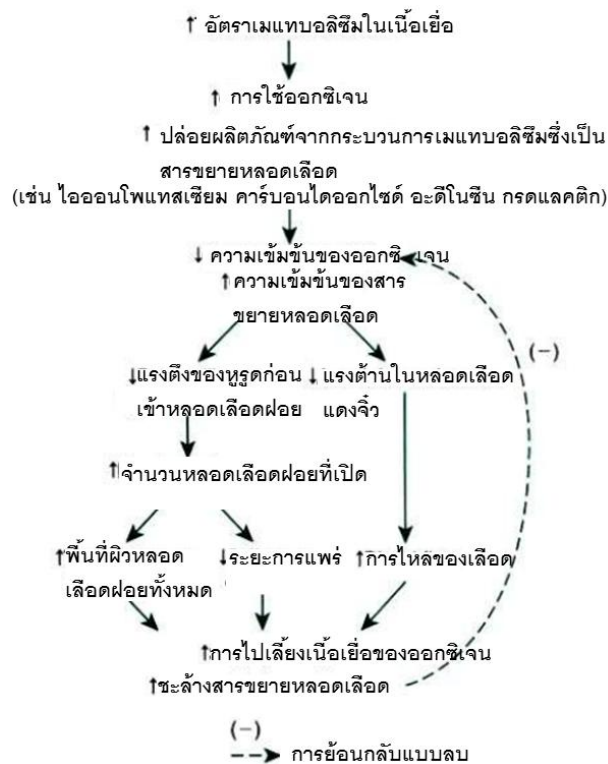 ↑ อัตราเมแทบอลิซึมในเนื้อเยื่อ
↑ การใช้ออกซิเจน
↑ ปล่อยผลิตภัณฑ์จากกระบวนการเมแทบอลิซึมซึ่งเป็น
สารขยายหลอดเลือด
(เช่น ไอออนโพแทสเซียม คาร์บอนไดออกไซด์ อะดีโนซีน กรดแลคติก)
↓ ความเข้มข้นของออกซิเจน
↑ความเข้มข้นของสาร
ขยายหลอดเลือด
(−)
↓แรงตึงของหูรูดก่อน
เข้าหลอดเลือดฝอย
↓ แรงต้านในหลอดเลือด
แดงจิ๋ว
↑จำนวนหลอดเลือดฝอยที่เปิด
↑พื้นที่ผิวหลอด
เลือดฝอยทั้งหมด
↓ระยะการแพร่
↑การไหลของเลือด
↑การไปเลี้ยงเนื้อเยื่อของออกซิเจน
↑ชะล้างสารขยายหลอดเลือด
(−)
การย้อนกลับแบบลบ